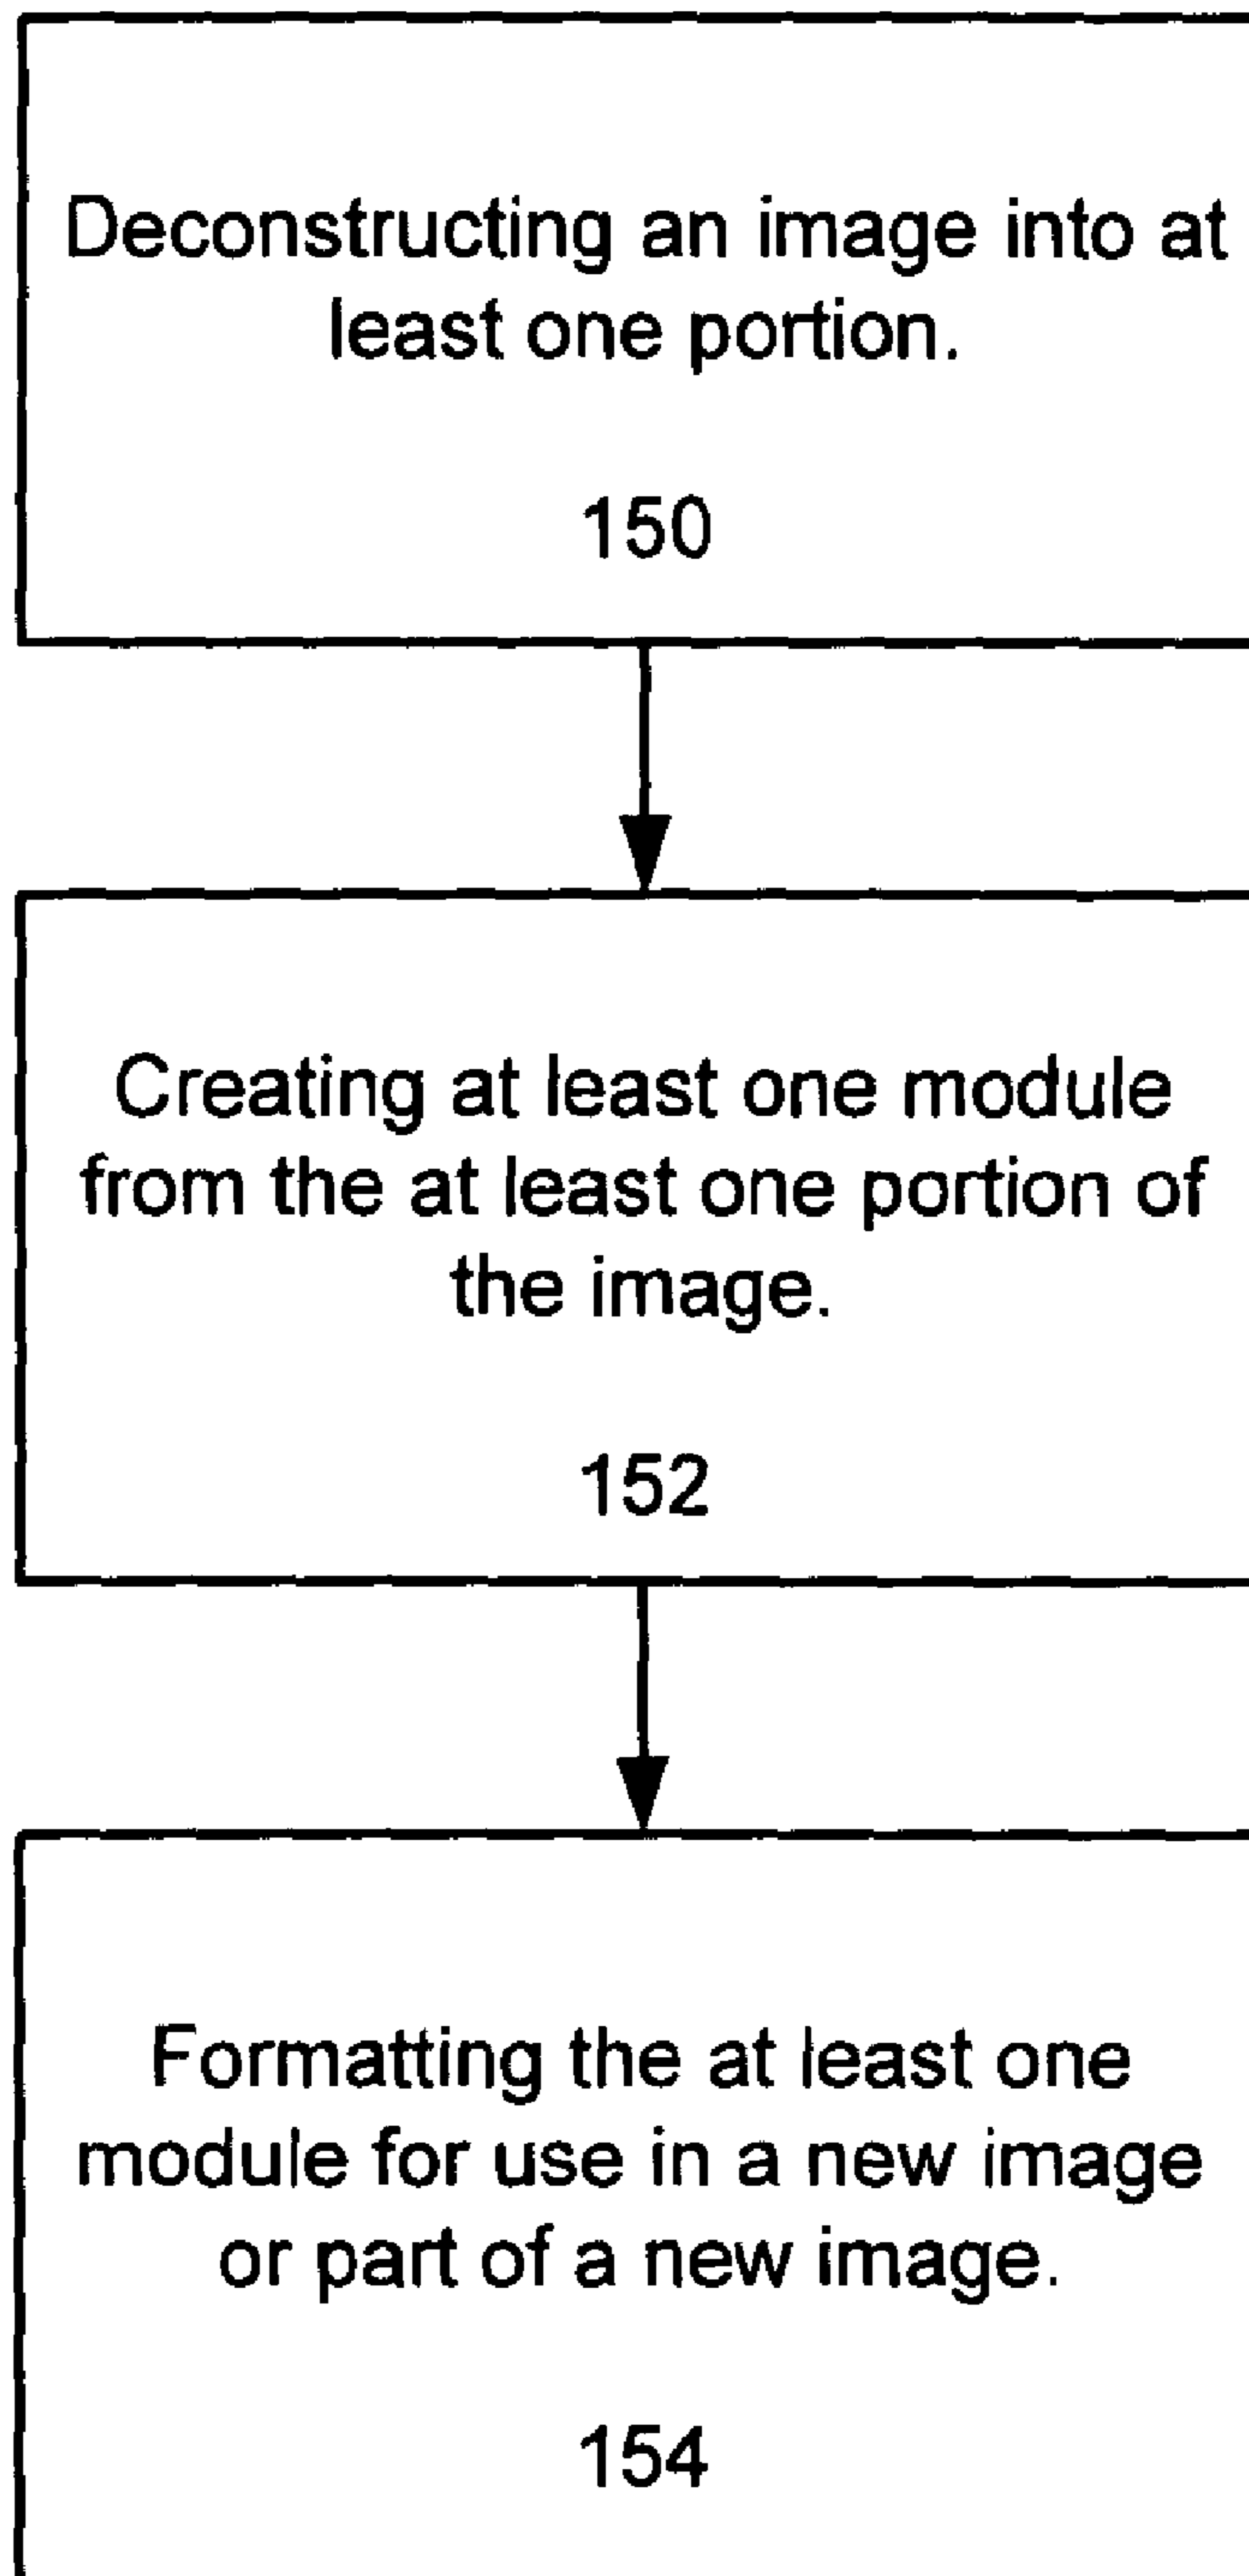 Deconstructing an image into at
least one portion.
150
Creating at least one module
from the at least one portion of
the image.
152
Formatting the at least one
module for use in a new image
or part of a new image.
154